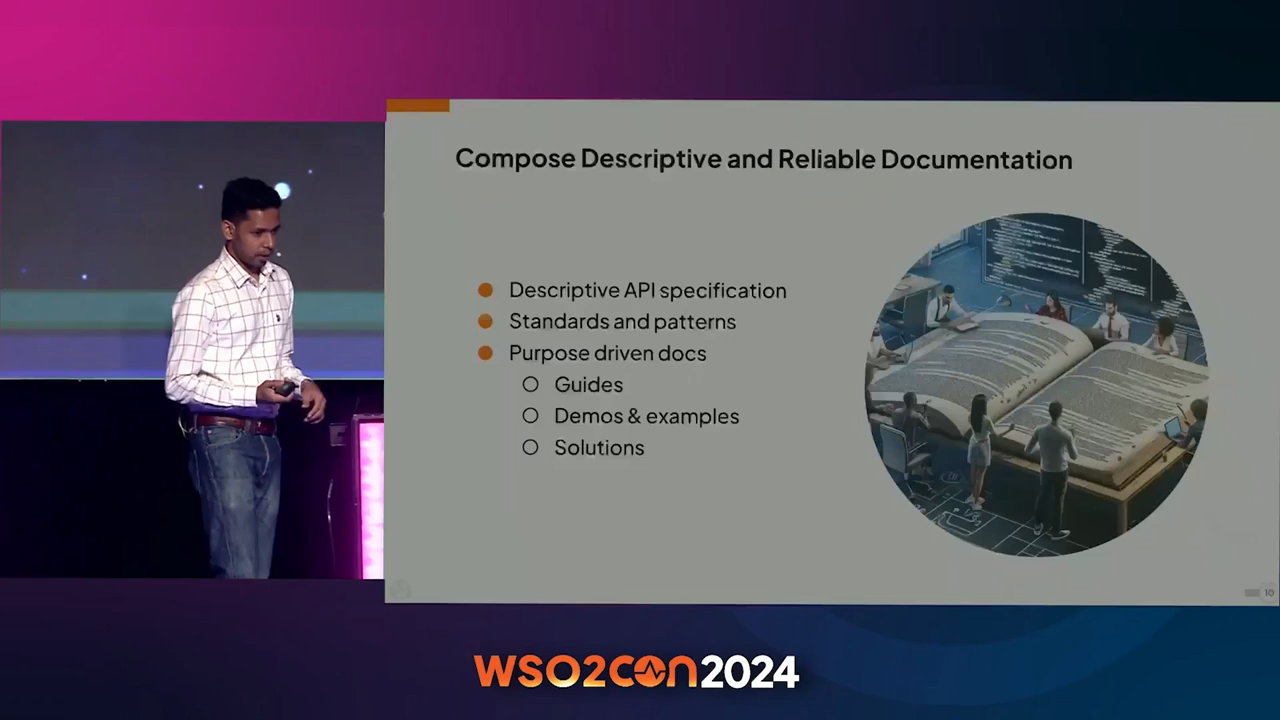 Compose Descriptive and Reliable Documentation
Descriptive API specification
Standards and patterns
Purpose driven docs
Guides
Demos & examples
Solutions
10
WSO2CON2024